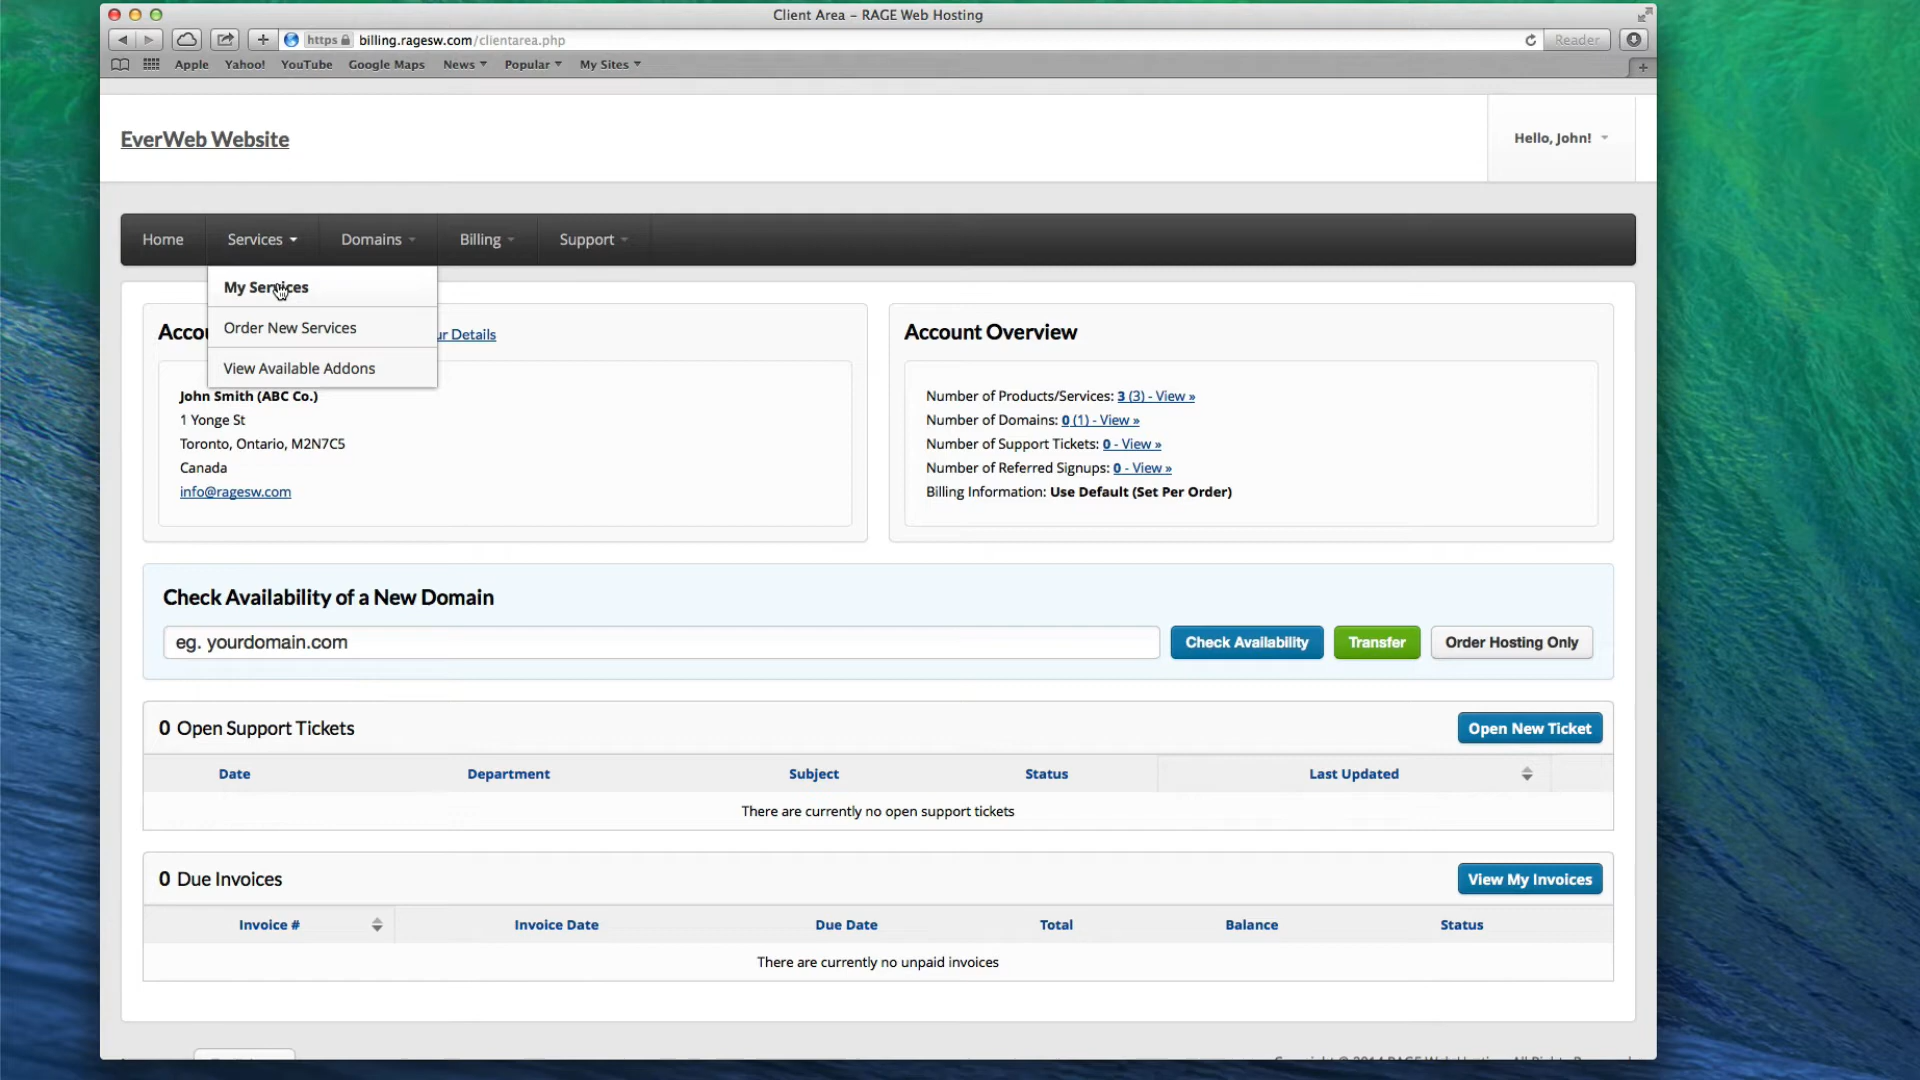 Client Area – RAGE Web Hosting
https billing.ragesw.com/clientarea.php
Reader
Apple Yahoo! YouTube Google Maps News Popular My Sites
EverWeb Website
Hello, John!
Home Services Domains Billing Support
My Services
Order New Services
View Available Addons
Accou ur Details
John Smith (ABC Co.)
1 Yonge St
Toronto, Ontario, M2N7C5
Canada
info@ragesw.com
Account Overview
Number of Products/Services: 3 (3) - View »
Number of Domains: 0 (1) - View »
Number of Support Tickets: 0 - View »
Number of Referred Signups: 0 - View »
Billing Information: Use Default (Set Per Order)
Check Availability of a New Domain
eg. yourdomain.com
Check Availability Transfer Order Hosting Only
0 Open Support Tickets
Open New Ticket
Date Department Subject Status Last Updated
There are currently no open support tickets
0 Due Invoices
View My Invoices
Invoice # Invoice Date Due Date Total Balance Status
There are currently no unpaid invoices